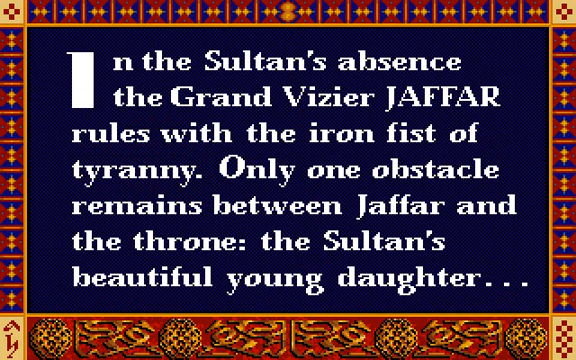 In the Sultan's absence
the Grand Vizier JAFFAR
rules with the iron fist of
tyranny. Only one obstacle
remains between Jaffar and
the throne: the Sultan's
beautiful young daughter...